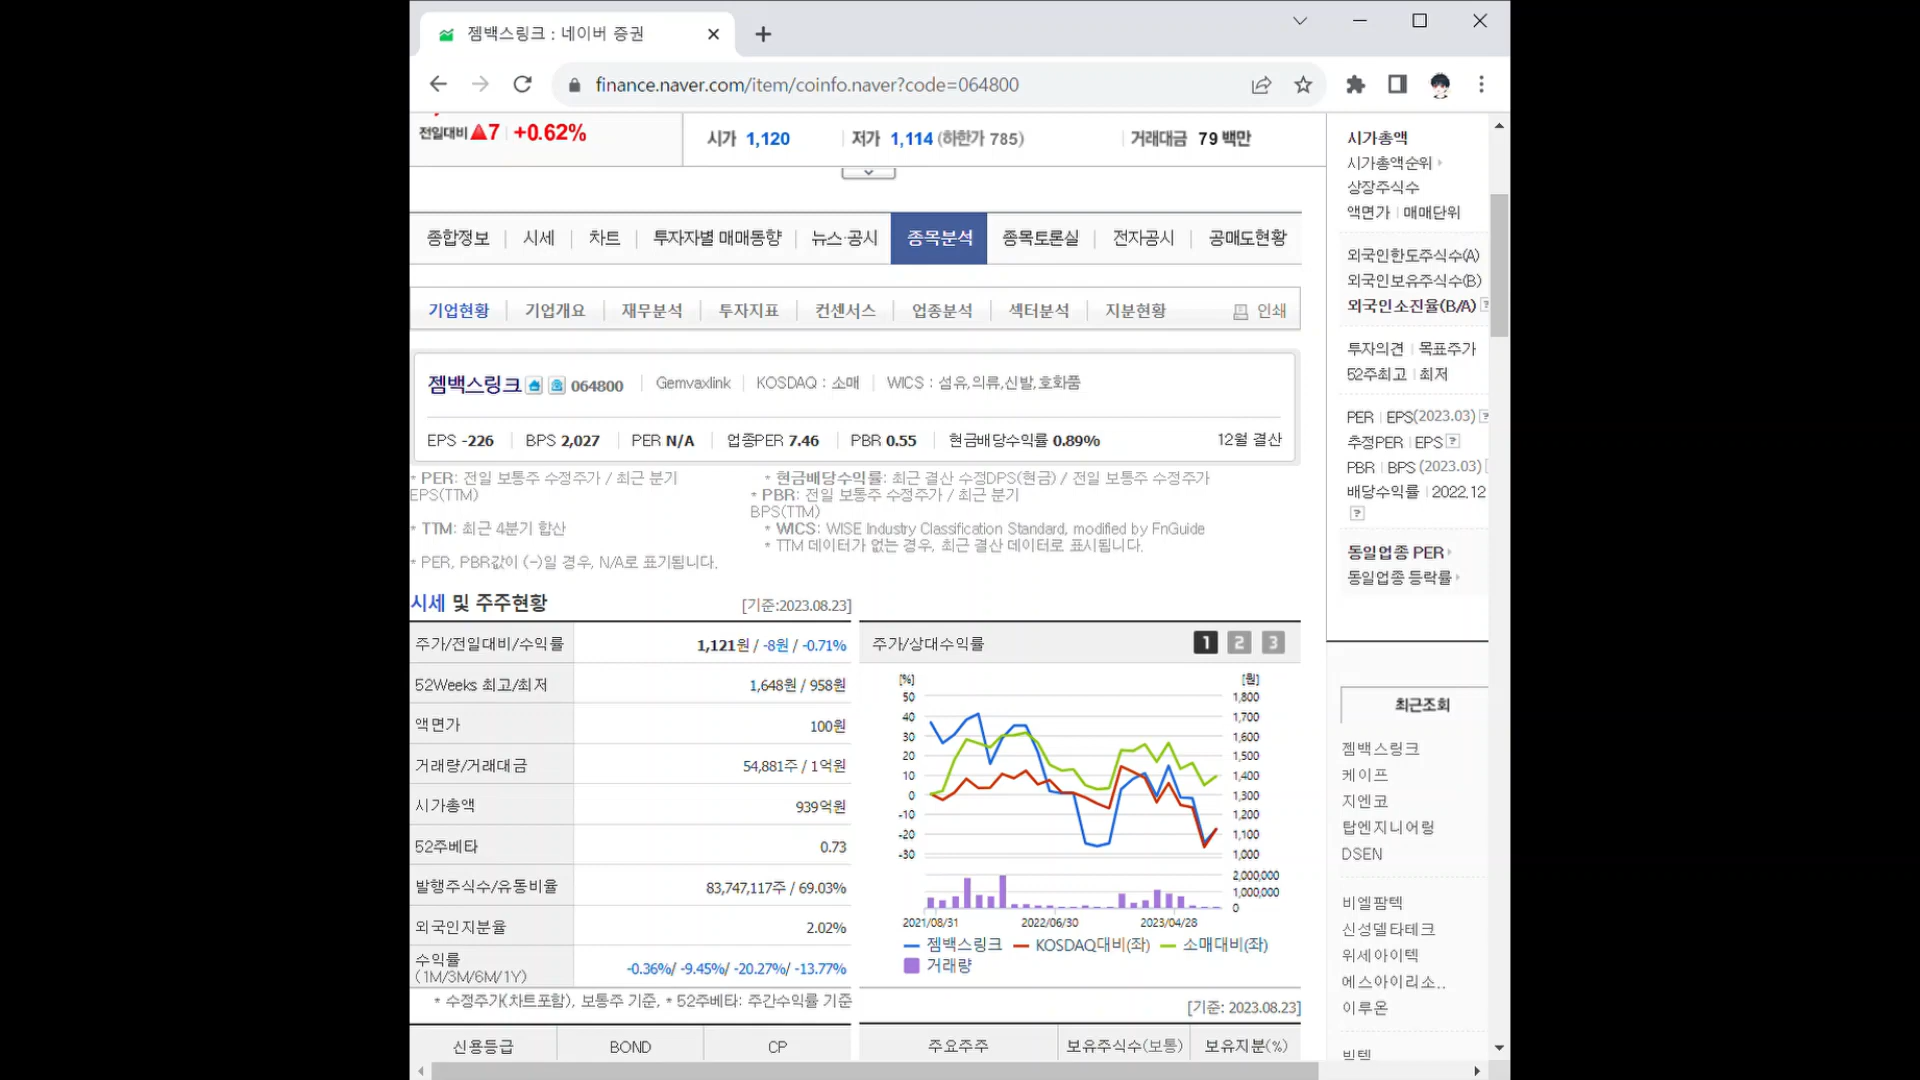 젬백스링크 : 네이버 증권
finance.naver.com/item/coinfo.naver?code=064800
전일대비 ▲7 +0.62%
시가 1,120 저가 1,114 (하한가 785) 거래대금 79 백만
종합정보 시세 차트 투자자별 매매동향 뉴스·공시 종목분석 종목토론실 전자공시 공매도현황
기업현황 기업개요 재무분석 투자지표 컨센서스 업종분석 섹터분석 지분현황 인쇄
젬백스링크 064800 Gemvaxlink KOSDAQ : 소매 WICS : 섬유,의류,신발,호화품
EPS -226 BPS 2,027 PER N/A 업종PER 7.46 PBR 0.55 현금배당수익률 0.89% 12월 결산
* PER: 전일 보통주 수정주가 / 최근 분기
EPS(TTM)
* TTM: 최근 4분기 합산
* PER, PBR값이 (-)일 경우, N/A로 표기됩니다.
* 현금배당수익률: 최근 결산 수정DPS(현금) / 전일 보통주 수정주가
* PBR: 전일 보통주 수정주가 / 최근 분기
BPS(TTM)
* WICS: WISE Industry Classification Standard, modified by FnGuide
* TTM 데이터가 없는 경우, 최근 결산 데이터로 표시됩니다.
시세 및 주주현황 [기준:2023.08.23]
주가/전일대비/수익률 1,121원 / -8원 / -0.71%
52Weeks 최고/최저 1,648원 / 958원
액면가 100원
거래량/거래대금 54,881주 / 1억원
시가총액 939억원
52주베타 0.73
발행주식수/유동비율 83,747,117주 / 69.03%
외국인지분율 2.02%
수익률
(1M/3M/6M/1Y) -0.36%/ -9.45%/ -20.27%/ -13.77%
* 수정주가(차트포함), 보통주 기준, * 52주베타: 주간수익률 기준
신용등급 BOND CP
주가/상대수익률 1 2 3
[%] [원]
50 1,800
40 1,700
30 1,600
20 1,500
10 1,400
0 1,300
-10 1,200
-20 1,100
-30 1,000
2,000,000
1,000,000
0
2021/08/31 2022/06/30 2023/04/28
젬백스링크 KOSDAQ대비(좌) 소매대비(좌)
거래량
[기준: 2023.08.23]
주요주주 보유주식수(보통) 보유지분(%)
시가총액
시가총액순위
상장주식수
액면가 매매단위
외국인한도주식수(A)
외국인보유주식수(B)
외국인소진율(B/A) ?
투자의견 목표주가
52주최고 최저
PER EPS(2023.03) ?
추정PER EPS ?
PBR BPS (2023.03)
배당수익률 2022.12
?
동일업종 PER
동일업종 등락률
최근조회
젬백스링크
케이프
지엔코
탑엔지니어링
DSEN
비엘팜텍
신성델타테크
위세아이텍
에스아이리소..
이루온
빅텍